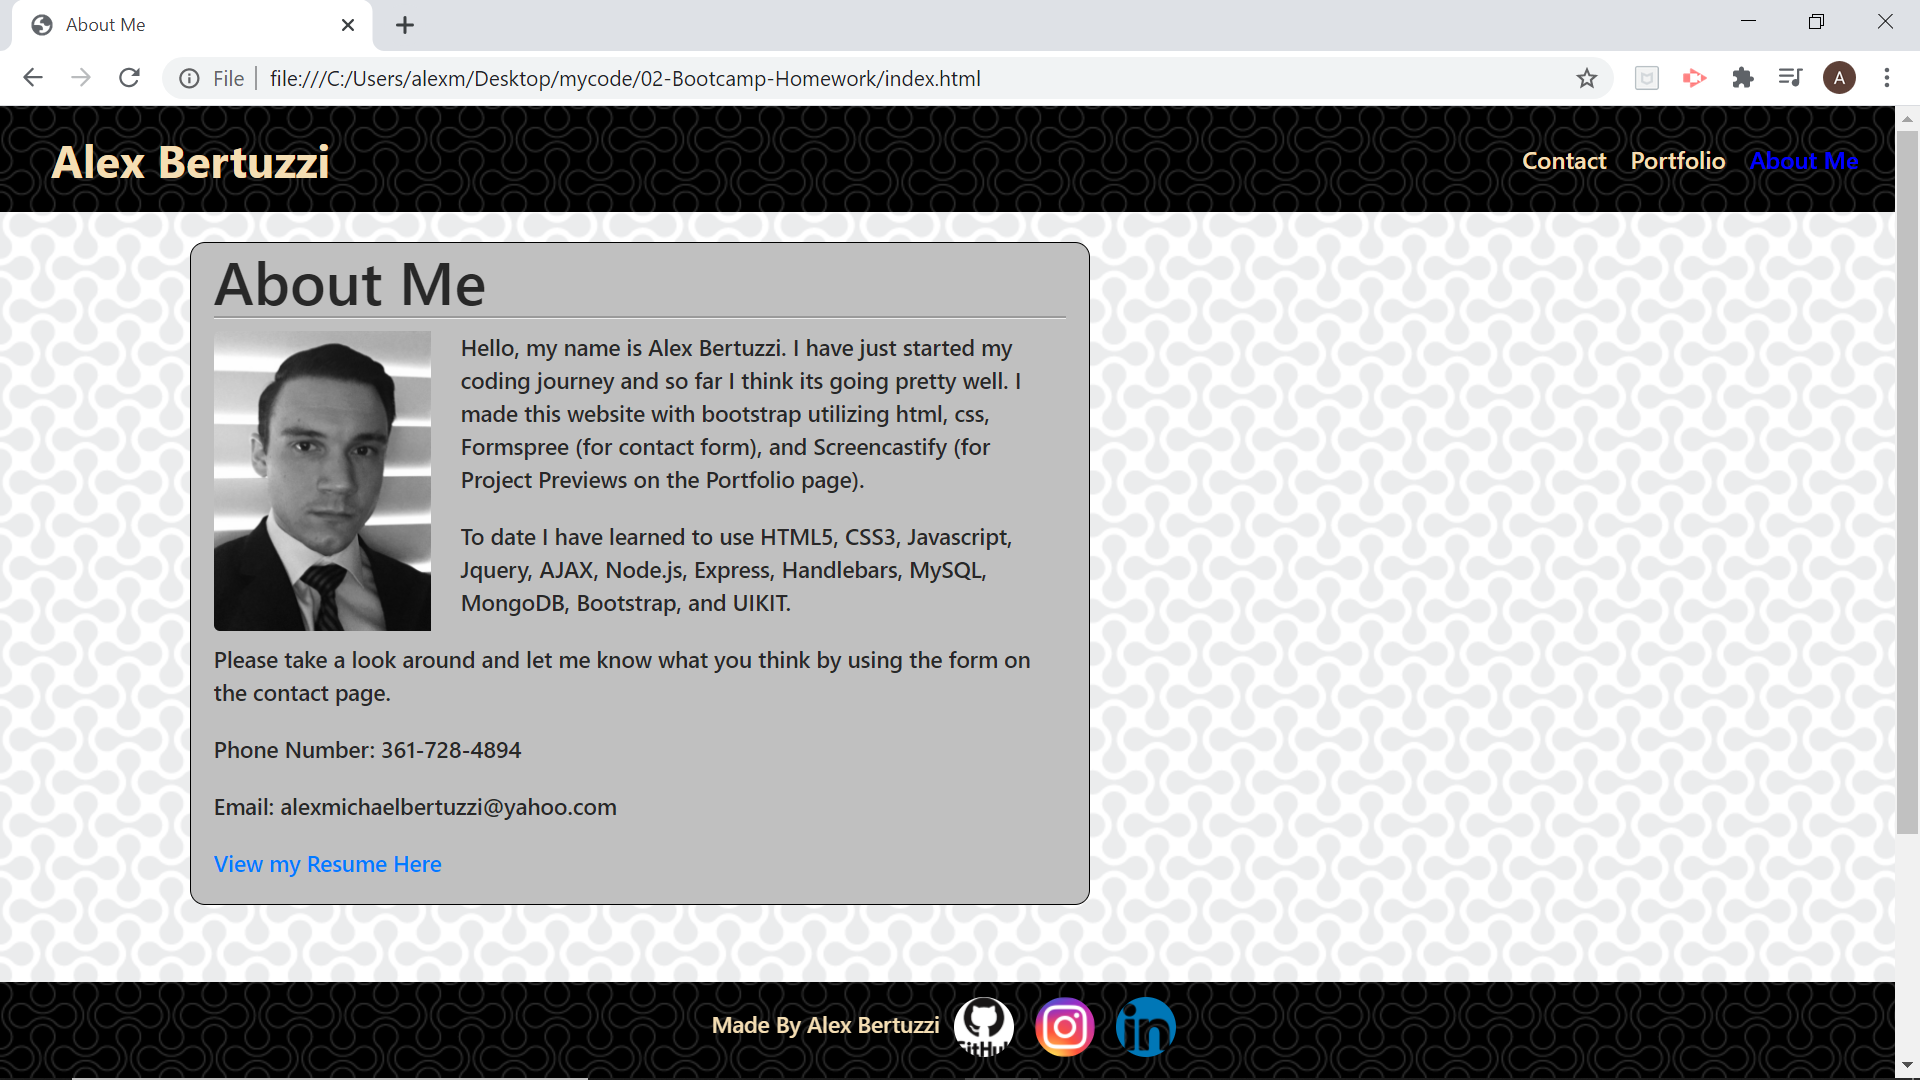 About Me
File
file:///C:/Users/alexm/Desktop/mycode/02-Bootcamp-Homework/index.html
A
Alex Bertuzzi
Contact Portfolio About Me
About Me
Hello, my name is Alex Bertuzzi. I have just started my
coding journey and so far I think its going pretty well. I
made this website with bootstrap utilizing html, css,
Formspree (for contact form), and Screencastify (for
Project Previews on the Portfolio page).
To date I have learned to use HTML5, CSS3, Javascript,
Jquery, AJAX, Node.js, Express, Handlebars, MySQL,
MongoDB, Bootstrap, and UIKIT.
Please take a look around and let me know what you think by using the form on
the contact page.
Phone Number: 361-728-4894
Email: alexmichaelbertuzzi@yahoo.com
View my Resume Here
Made By Alex Bertuzzi
GitHub
in